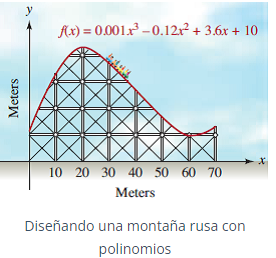 y
f(x) = 0.001x³ – 0.12x² + 3.6x + 10
Meters
x
10 20 30 40 50 60 70
Meters
Diseñando una montaña rusa con
polinomios